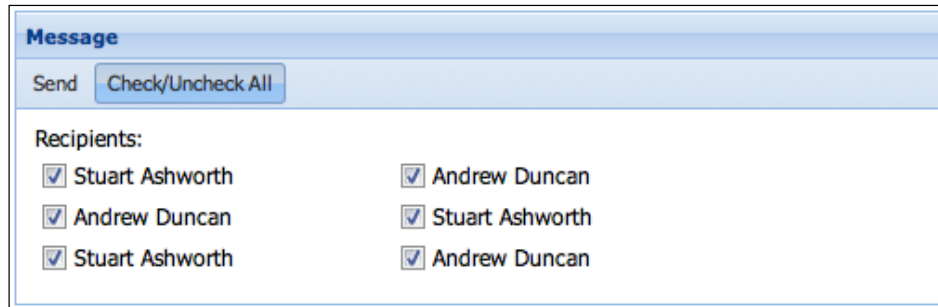 Message
Send Check/Uncheck All
Recipients:
Stuart Ashworth Andrew Duncan
Andrew Duncan Stuart Ashworth
Stuart Ashworth Andrew Duncan